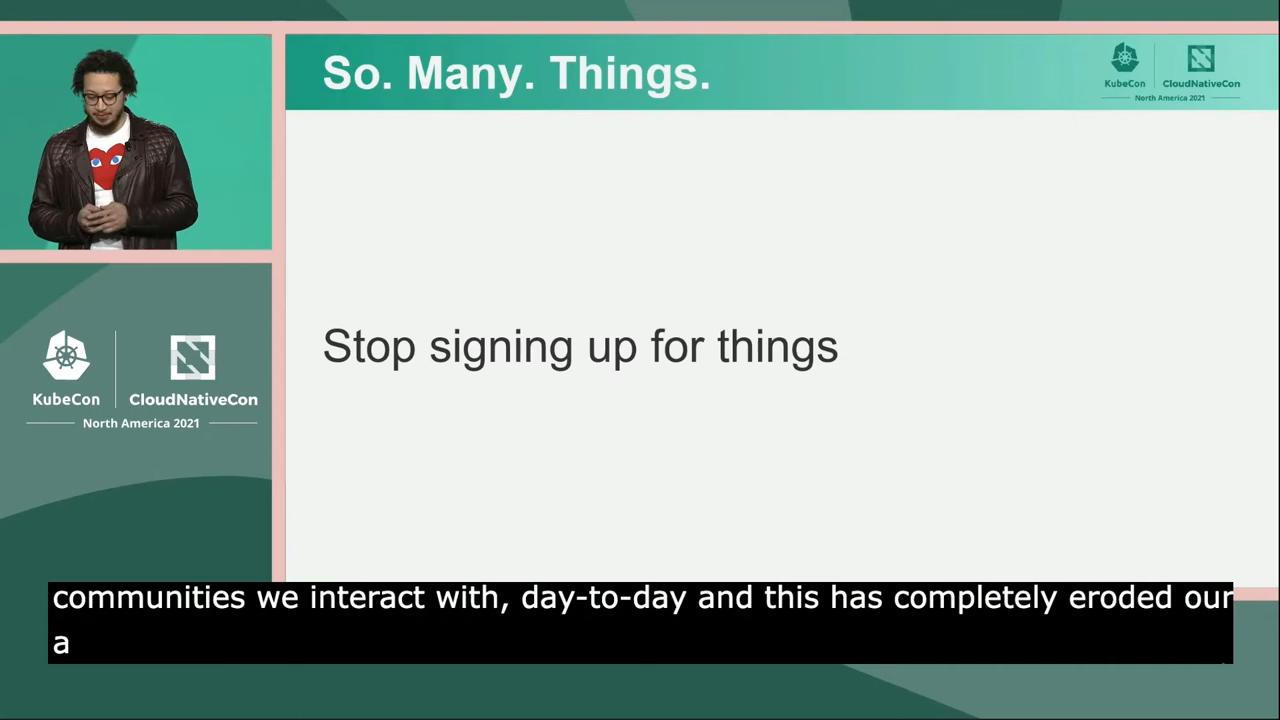 So. Many. Things.
KubeCon
CloudNativeCon
North America 2021
Stop signing up for things
KubeCon
CloudNativeCon
North America 2021
communities we interact with, day-to-day and this has completely eroded our
a